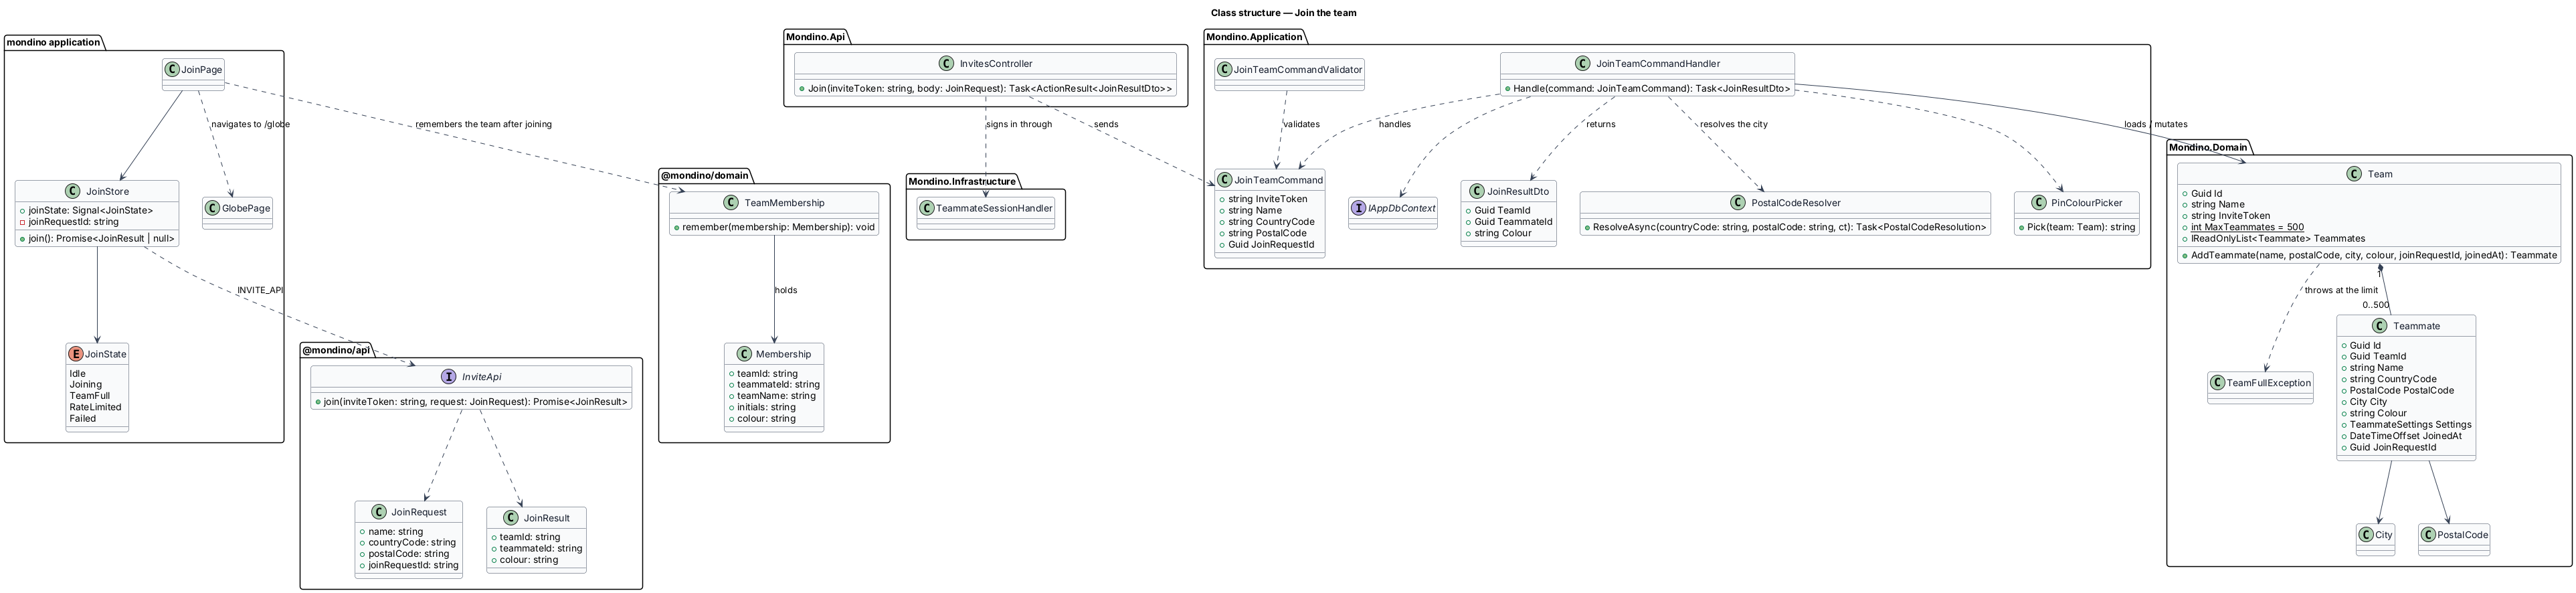 Class structure — Join the team
mondino application
JoinPage
navigates to /globe
remembers the team after joining
JoinStore
joinState: Signal<JoinState>
joinRequestId: string
join(): Promise<JoinResult | null>
GlobePage
INVITE_API
JoinState
Idle
Joining
TeamFull
RateLimited
Failed
@mondino/api
InviteApi
join(inviteToken: string, request: JoinRequest): Promise<JoinResult>
JoinRequest
name: string
countryCode: string
postalCode: string
joinRequestId: string
JoinResult
teamId: string
teammateId: string
colour: string
@mondino/domain
TeamMembership
remember(membership: Membership): void
holds
Membership
teamId: string
teammateId: string
teamName: string
initials: string
colour: string
Mondino.Api
InvitesController
Join(inviteToken: string, body: JoinRequest): Task<ActionResult<JoinResultDto>>
signs in through
sends
Mondino.Infrastructure
TeammateSessionHandler
Mondino.Application
JoinTeamCommandValidator
validates
JoinTeamCommandHandler
Handle(command: JoinTeamCommand): Task<JoinResultDto>
handles
returns
resolves the city
loads / mutates
JoinTeamCommand
string InviteToken
string Name
string CountryCode
string PostalCode
Guid JoinRequestId
IAppDbContext
JoinResultDto
Guid TeamId
Guid TeammateId
string Colour
PostalCodeResolver
ResolveAsync(countryCode: string, postalCode: string, ct): Task<PostalCodeResolution>
PinColourPicker
Pick(team: Team): string
Mondino.Domain
Team
Guid Id
string Name
string InviteToken
int MaxTeammates = 500
IReadOnlyList<Teammate> Teammates
AddTeammate(name, postalCode, city, colour, joinRequestId, joinedAt): Teammate
throws at the limit
1
0..500
TeamFullException
Teammate
Guid Id
Guid TeamId
string Name
string CountryCode
PostalCode PostalCode
City City
string Colour
TeammateSettings Settings
DateTimeOffset JoinedAt
Guid JoinRequestId
City
PostalCode